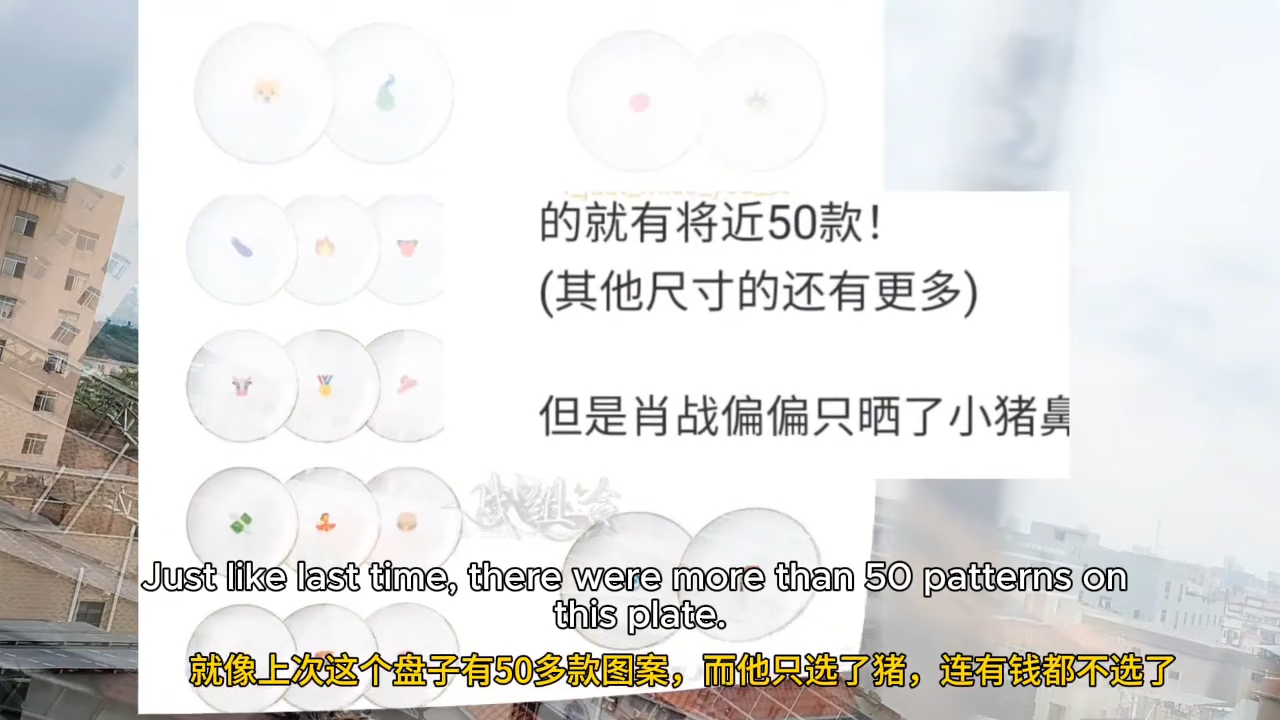 的就有将近50款！
(其他尺寸的还有更多)
但是肖战偏偏只晒了小猪鼻
Just like last time, there were more than 50 patterns on
this plate.
就像上次这个盘子有50多款图案，而他只选了猪，连有钱都不选了